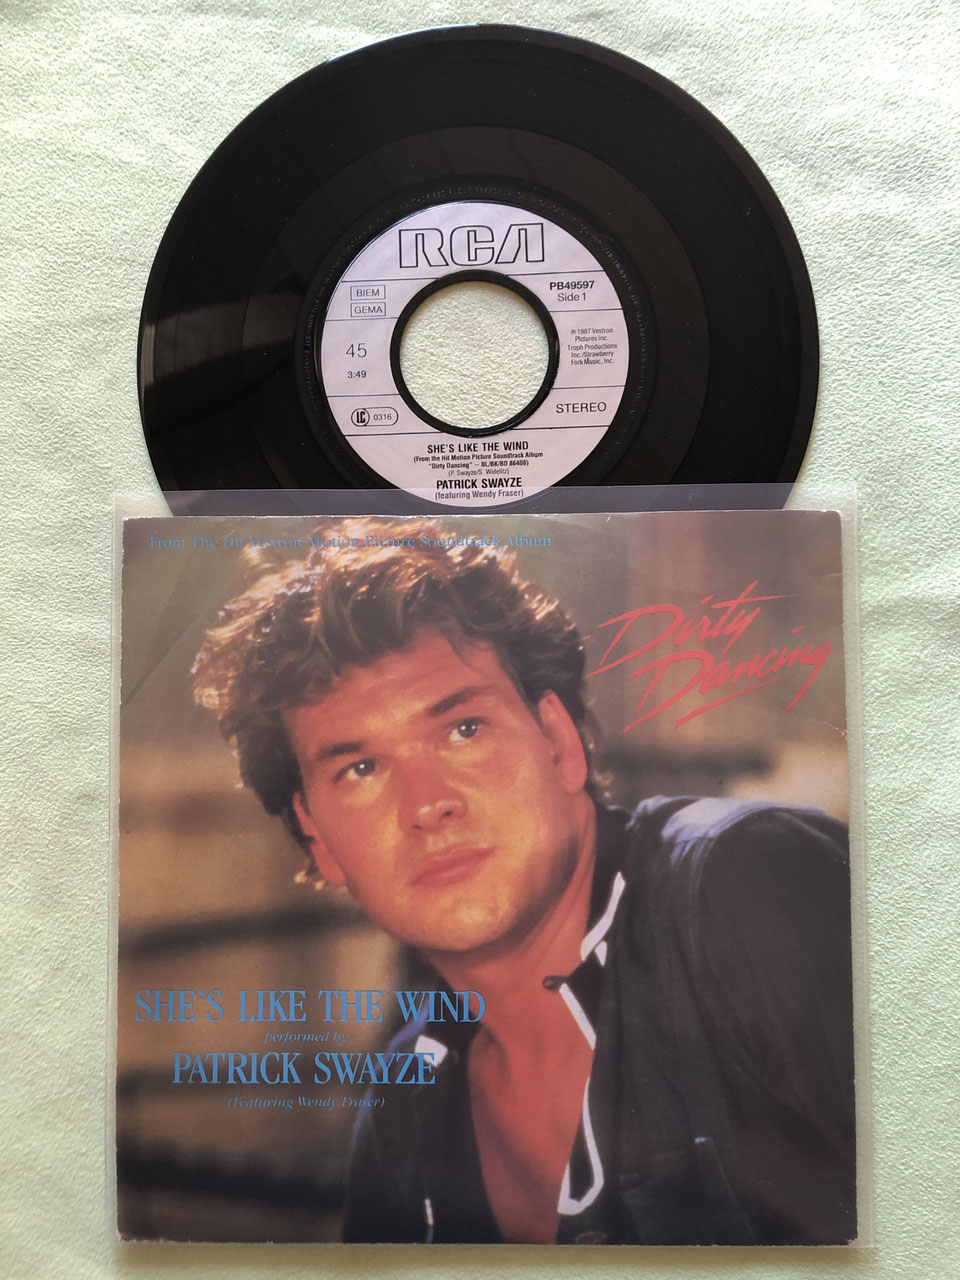 RCA
BIEM
GEMA
PB49597
Side 1
45
3:49
℗ 1987 Vestron
Pictures Inc.
Troph Productions
Inc./Strawberry
Fork Music, Inc.
LC 0316
STEREO
SHE'S LIKE THE WIND
(From the Hit Motion Picture Soundtrack Album
"Dirty Dancing" – BL/BK/BD 86408)
(P. Swayze/S. Widelitz)
PATRICK SWAYZE
(featuring Wendy Fraser)
From The Hit Vestron Motion Picture Soundtrack Album
Dirty
Dancing
SHE'S LIKE THE WIND
performed by
PATRICK SWAYZE
(Featuring Wendy Fraser)